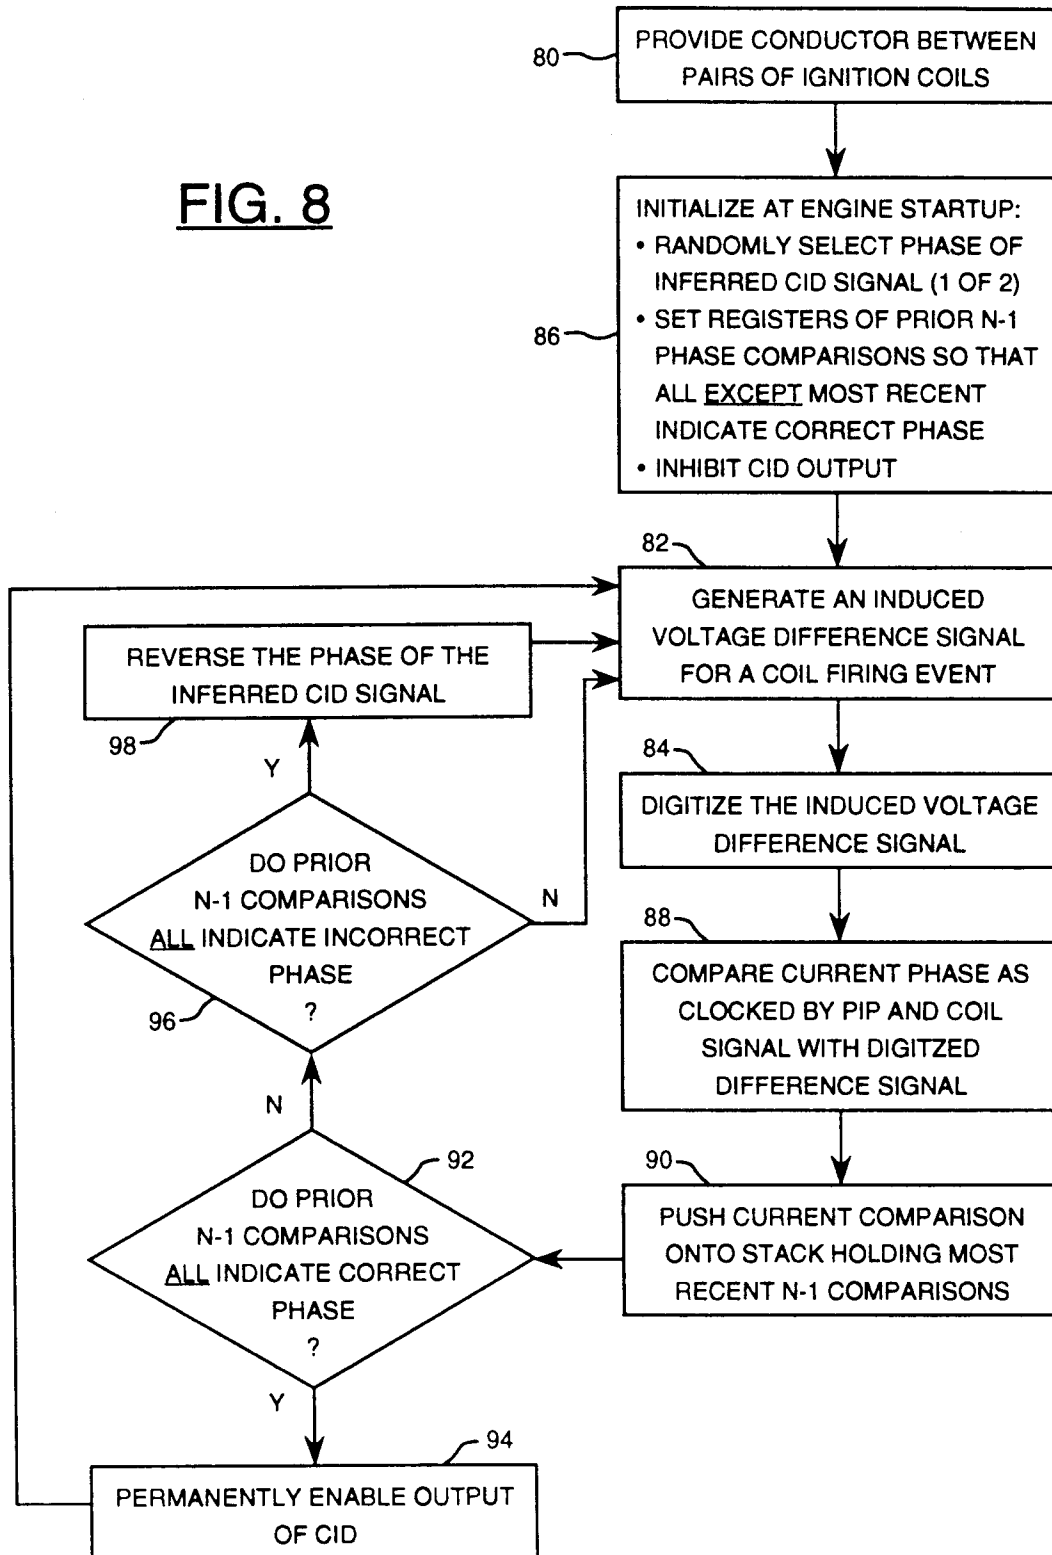 FIG. 8
80
PROVIDE CONDUCTOR BETWEEN
PAIRS OF IGNITION COILS
86
INITIALIZE AT ENGINE STARTUP:
• RANDOMLY SELECT PHASE OF
INFERRED CID SIGNAL (1 OF 2)
• SET REGISTERS OF PRIOR N-1
PHASE COMPARISONS SO THAT
ALL EXCEPT MOST RECENT
INDICATE CORRECT PHASE
• INHIBIT CID OUTPUT
82
GENERATE AN INDUCED
VOLTAGE DIFFERENCE SIGNAL
FOR A COIL FIRING EVENT
84
DIGITIZE THE INDUCED VOLTAGE
DIFFERENCE SIGNAL
88
COMPARE CURRENT PHASE AS
CLOCKED BY PIP AND COIL
SIGNAL WITH DIGITZED
DIFFERENCE SIGNAL
90
PUSH CURRENT COMPARISON
ONTO STACK HOLDING MOST
RECENT N-1 COMPARISONS
92
DO PRIOR
N-1 COMPARISONS
ALL INDICATE CORRECT
PHASE
?
Y
N
94
PERMANENTLY ENABLE OUTPUT
OF CID
96
DO PRIOR
N-1 COMPARISONS
ALL INDICATE INCORRECT
PHASE
?
Y
N
98
REVERSE THE PHASE OF THE
INFERRED CID SIGNAL